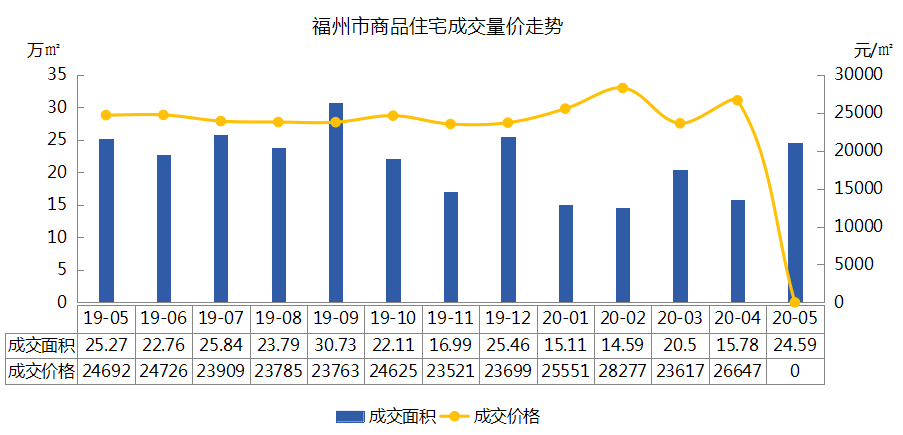 福州市商品住宅成交量价走势
万㎡ 元/㎡
35 30000
30 25000
25 20000
20 15000
15 10000
10 5000
5 0
0
19-05 19-06 19-07 19-08 19-09 19-10 19-11 19-12 20-01 20-02 20-03 20-04 20-05
成交面积 25.27 22.76 25.84 23.79 30.73 22.11 16.99 25.46 15.11 14.59 20.5 15.78 24.59
成交价格 24692 24726 23909 23785 23763 24625 23521 23699 25551 28277 23617 26647 0
成交面积 成交价格